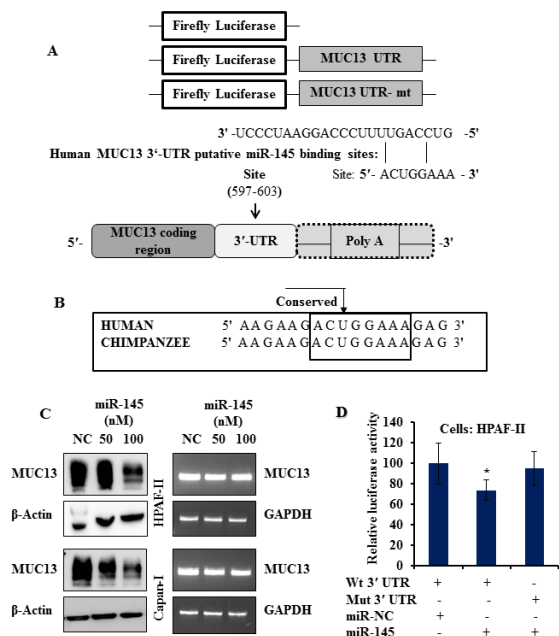 A
Firefly Luciferase
Firefly Luciferase MUC13 UTR
Firefly Luciferase MUC13 UTR- mt
3' -UCCCUAAGGACCCUUUUGACCUG -5'
Human MUC13 3'-UTR putative miR-145 binding sites:
Site: 5'- ACUGGAAA - 3'
Site
(597-603)
5'- MUC13 coding region 3'-UTR Poly A -3'
B
Conserved
HUMAN 5' A A G A A G A C U G G A A A G A G 3'
CHIMPANZEE 5' A A G A A G A C U G G A A A G A G 3'
C
miR-145 (nM) miR-145 (nM)
NC 50 100 NC 50 100
MUC13 HPAF-II MUC13
β-Actin GAPDH
MUC13 Capan-I MUC13
β-Actin GAPDH
D
Cells: HPAF-II
Relative luciferase activity
140
120
100
80
60
40
20
0
*
Wt 3' UTR + + -
Mut 3' UTR - - +
miR-NC + - -
miR-145 - + +